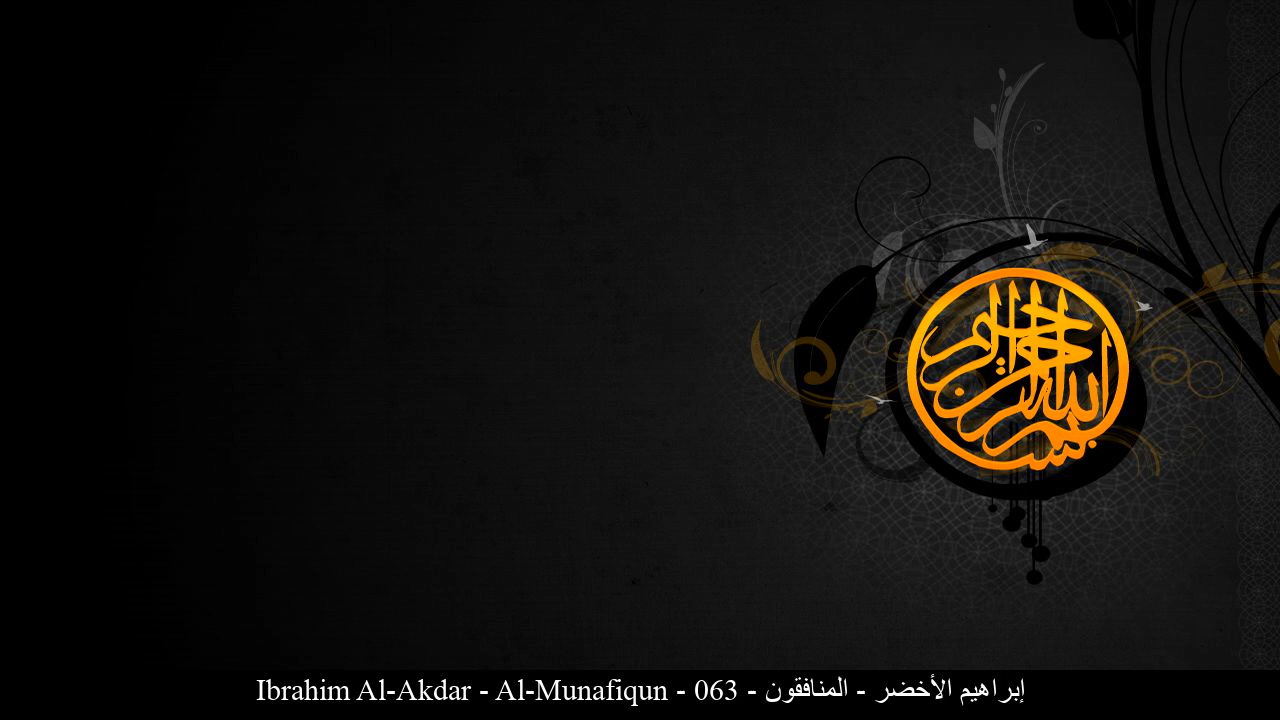 بسم الله الرحمن الرحيم
Ibrahim Al-Akdar - Al-Munafiqun - 063 - إبراهيم الأخضر - المنافقون